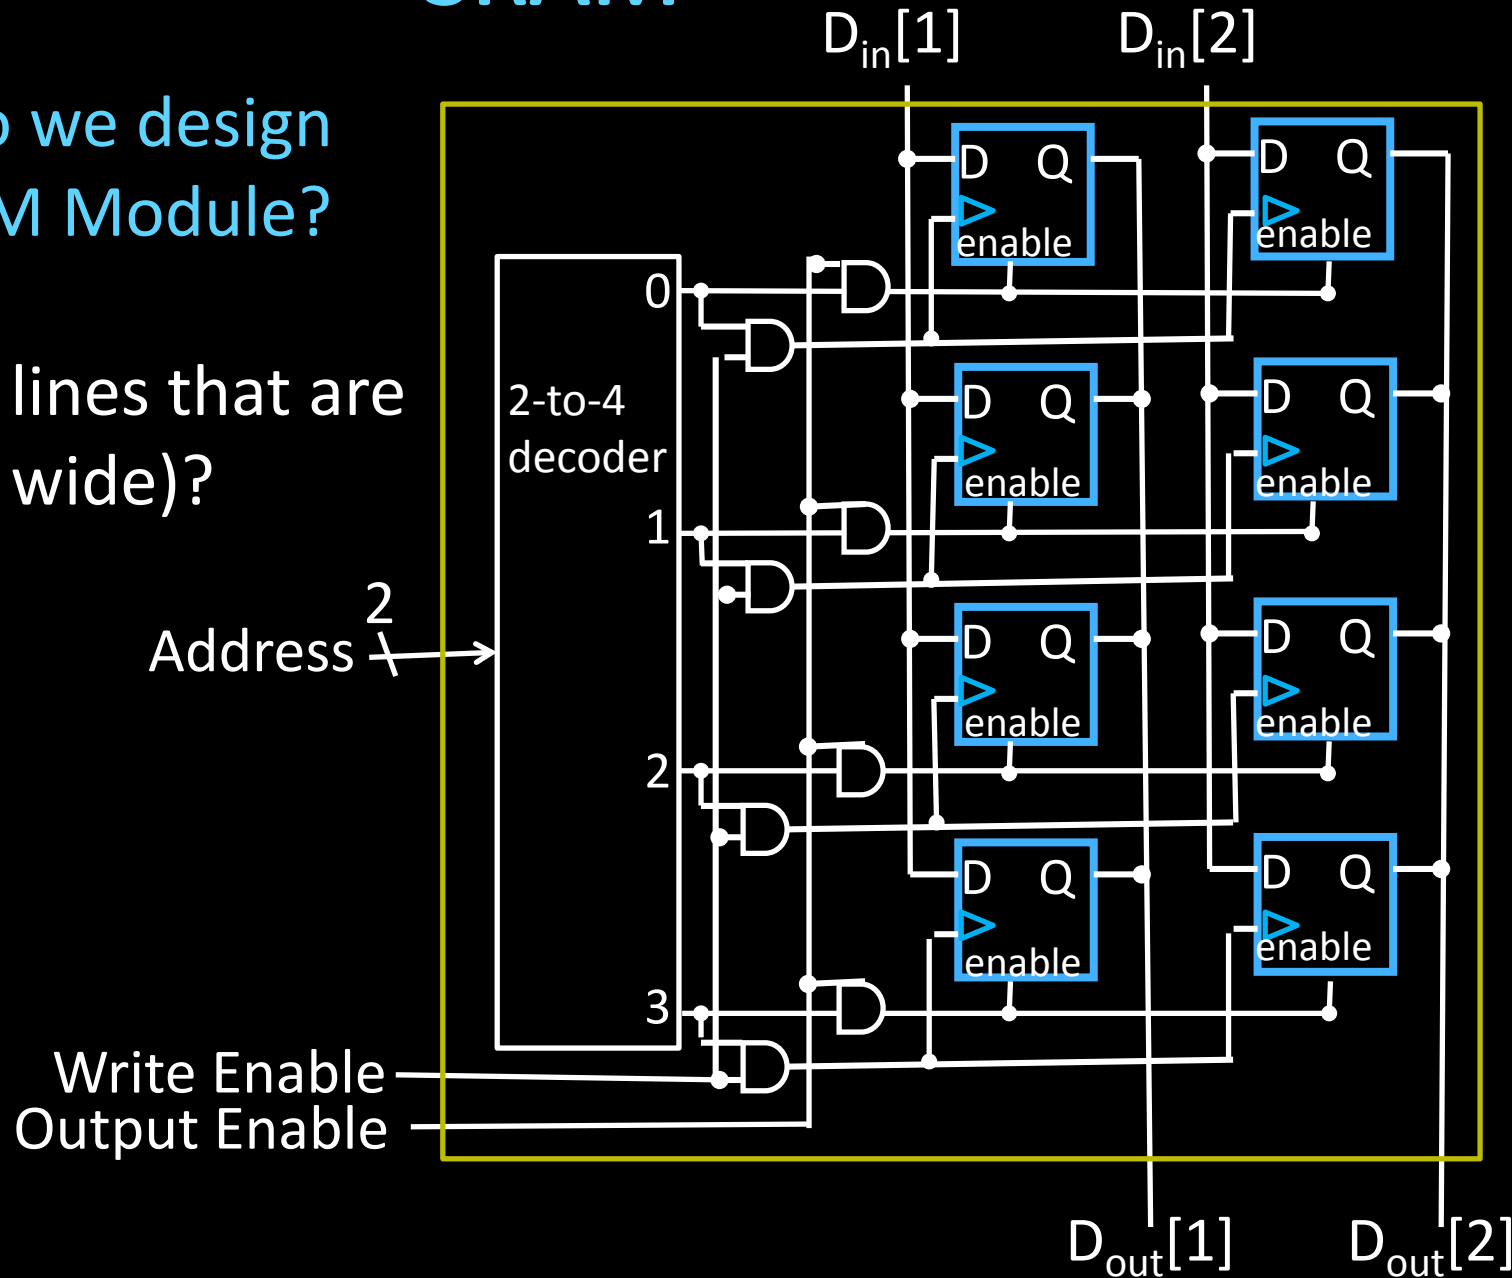 Din[1] Din[2]
we design
M Module?
lines that are
wide)?
D Q
enable
D Q
enable
0
2-to-4
decoder
D Q
enable
D Q
enable
1
2
Address
D Q
enable
D Q
enable
2
D Q
enable
D Q
enable
3
Write Enable
Output Enable
Dout[1] Dout[2]